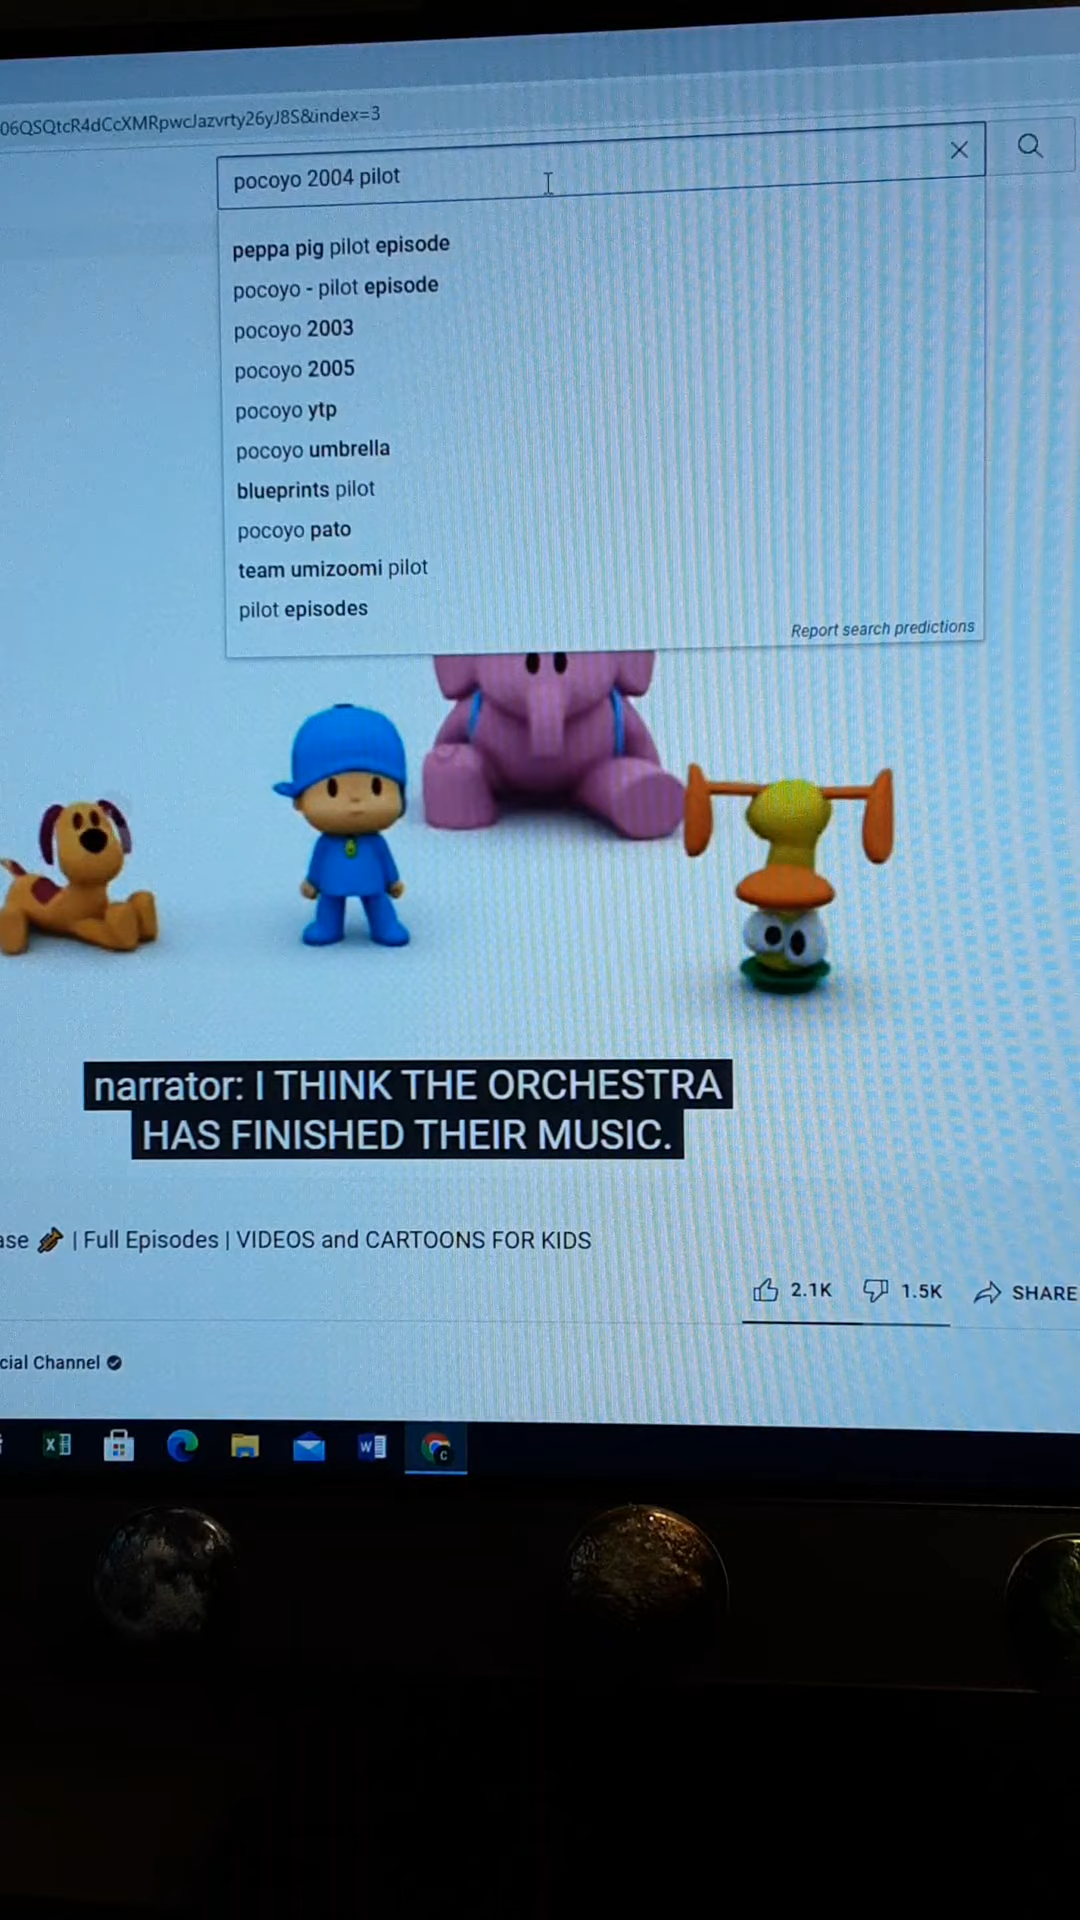 06QSQtcR4dCcXMRpwcJazvrty26yJ8S&index=3
pocoyo 2004 pilot
peppa pig pilot episode
pocoyo - pilot episode
pocoyo 2003
pocoyo 2005
pocoyo ytp
pocoyo umbrella
blueprints pilot
pocoyo pato
team umizoomi pilot
pilot episodes
Report search predictions
narrator: I THINK THE ORCHESTRA
HAS FINISHED THEIR MUSIC.
ase 🎺 | Full Episodes | VIDEOS and CARTOONS FOR KIDS
2.1K 1.5K SHARE
cial Channel